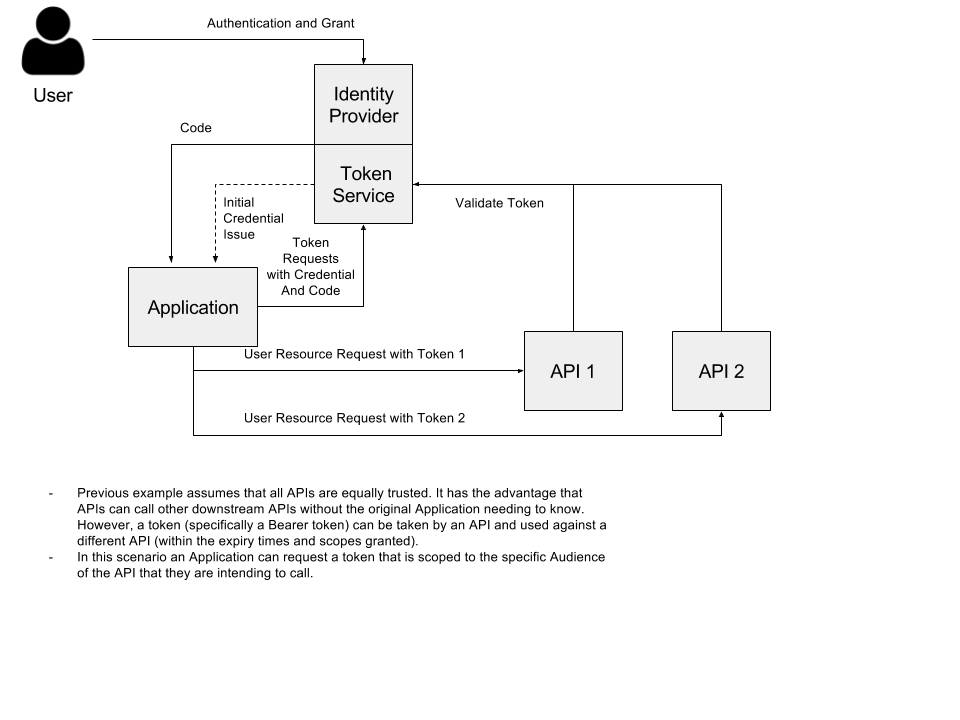 Authentication and Grant
User
Identity
Provider
Code
Token
Service
Initial
Credential
Issue
Validate Token
Token
Requests
with Credential
And Code
Application
User Resource Request with Token 1
API 1
API 2
User Resource Request with Token 2
- Previous example assumes that all APIs are equally trusted. It has the advantage that
APIs can call other downstream APIs without the original Application needing to know.
However, a token (specifically a Bearer token) can be taken by an API and used against a
different API (within the expiry times and scopes granted).
- In this scenario an Application can request a token that is scoped to the specific Audience
of the API that they are intending to call.